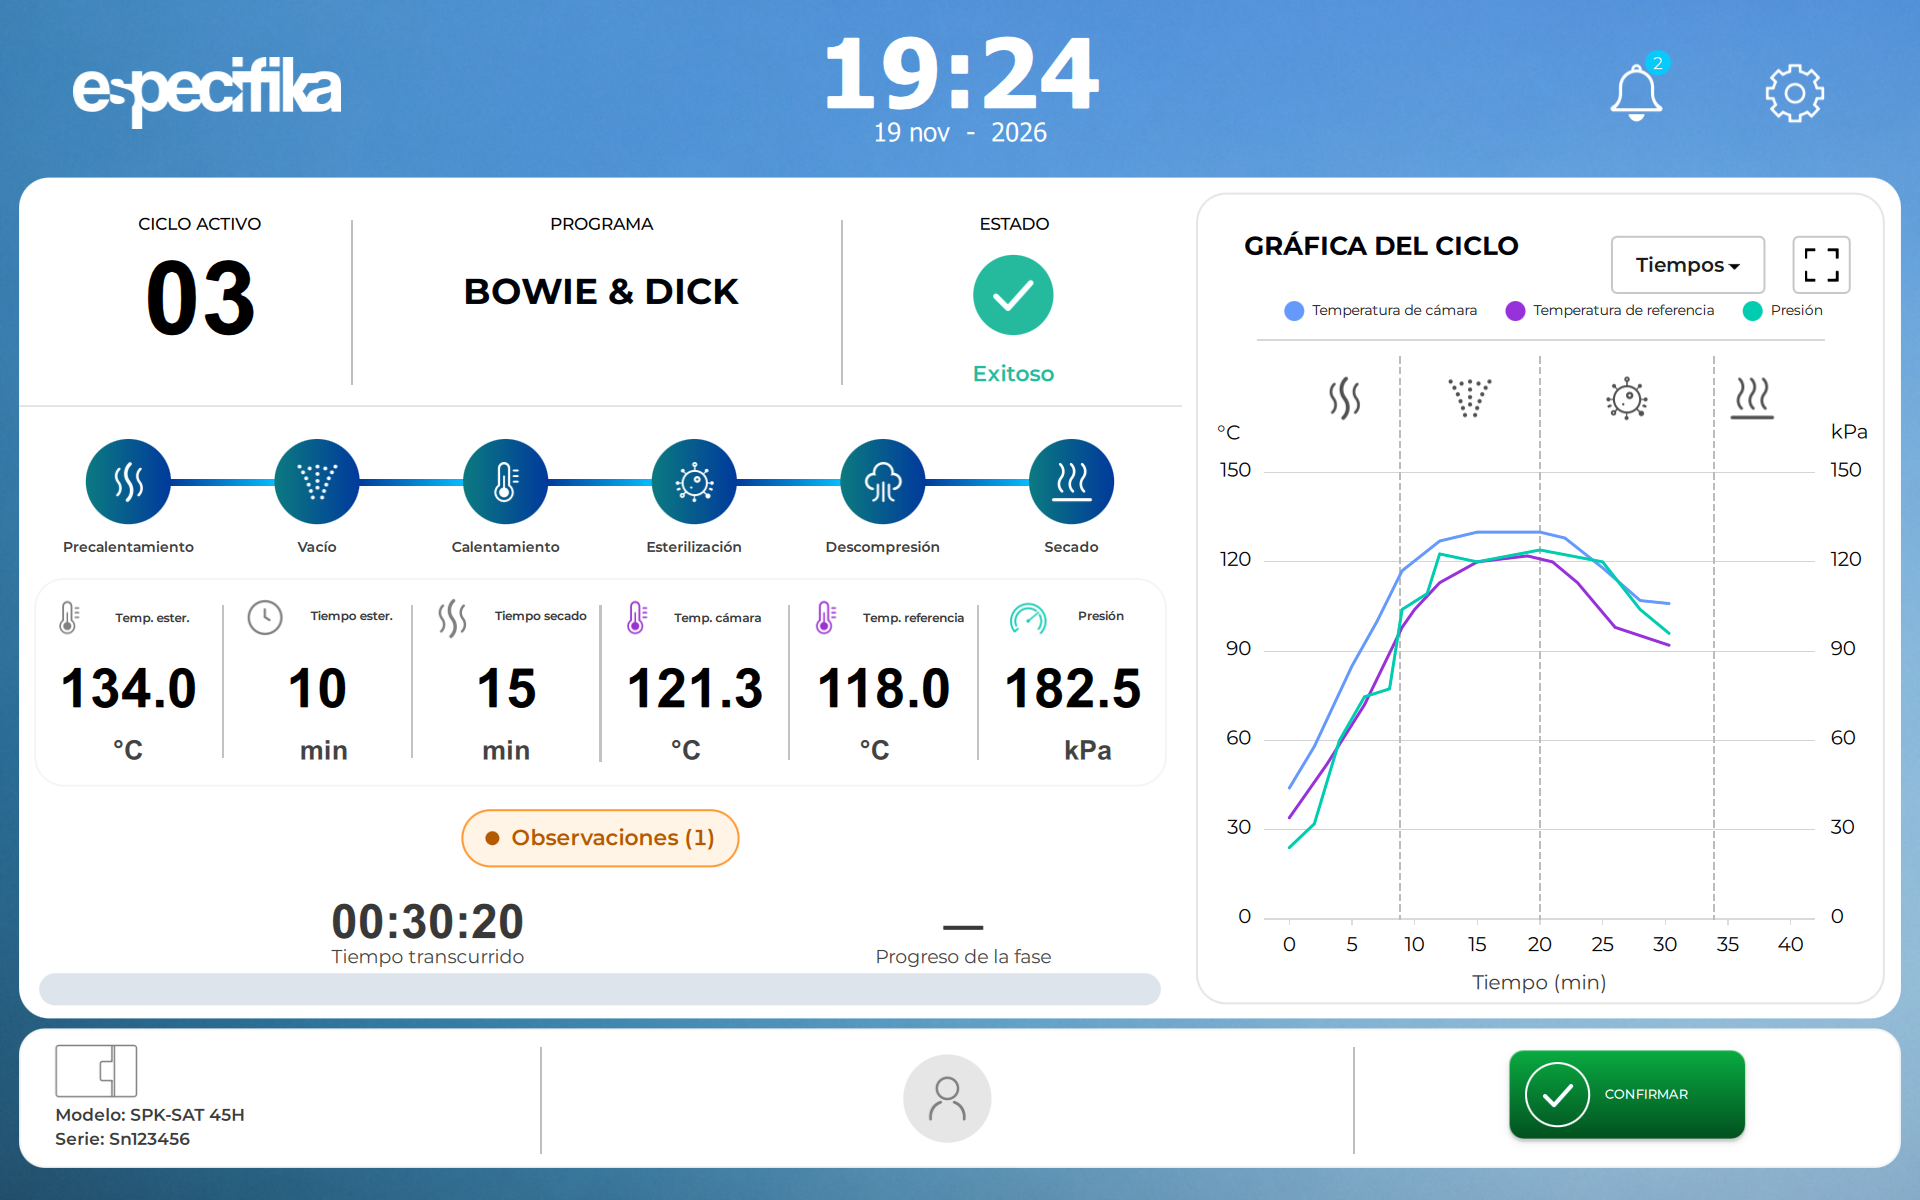 especifika
19:24
19 nov - 2026
2
CICLO ACTIVO
03
PROGRAMA
BOWIE & DICK
ESTADO
Exitoso
Precalentamiento
Vacío
Calentamiento
Esterilización
Descompresión
Secado
Temp. ester.
134.0
°C
Tiempo ester.
10
min
Tiempo secado
15
min
Temp. cámara
121.3
°C
Temp. referencia
118.0
°C
Presión
182.5
kPa
Observaciones (1)
00:30:20
Tiempo transcurrido
—
Progreso de la fase
GRÁFICA DEL CICLO
Tiempos
Temperatura de cámara
Temperatura de referencia
Presión
°C
kPa
150
150
120
120
90
90
60
60
30
30
0
0
0 5 10 15 20 25 30 35 40
Tiempo (min)
Modelo: SPK-SAT 45H
Serie: Sn123456
CONFIRMAR